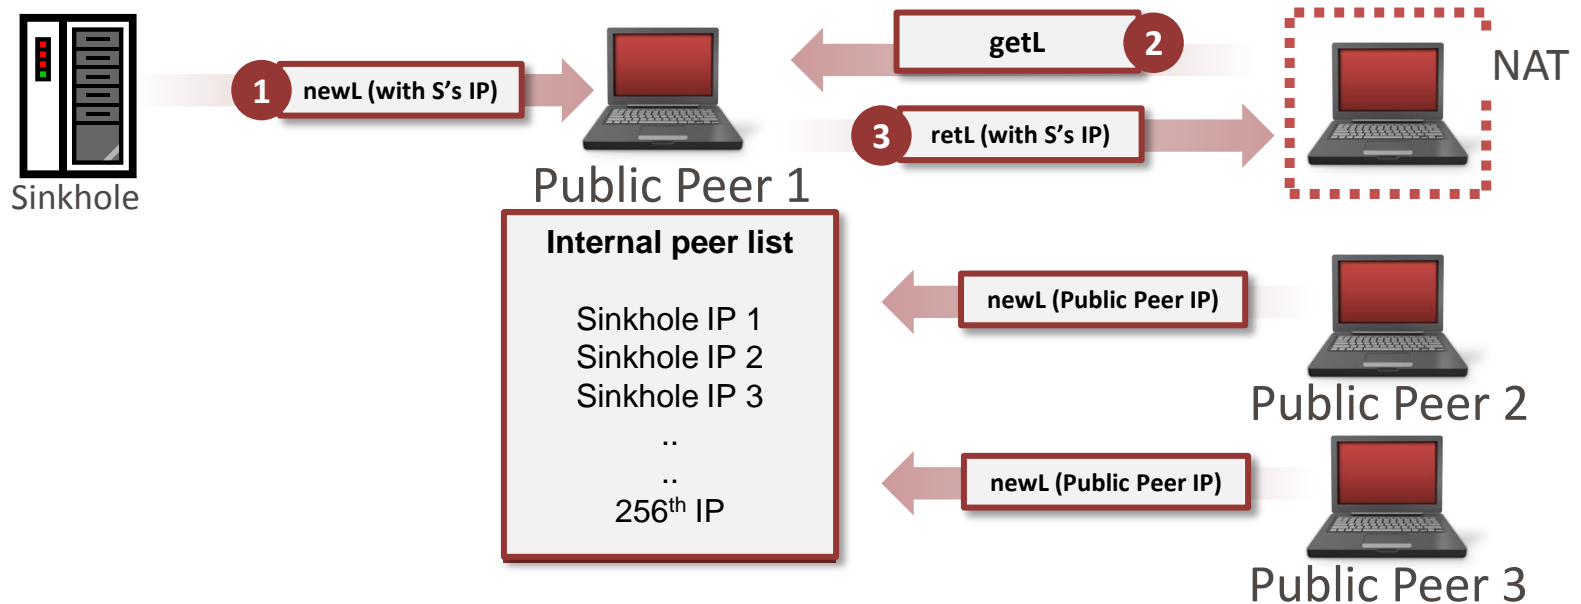 Sinkhole
1
newL (with S's IP)
Public Peer 1
getL
2
3
retL (with S's IP)
NAT
Internal peer list
Sinkhole IP 1
Sinkhole IP 2
Sinkhole IP 3
..
..
256th IP
newL (Public Peer IP)
Public Peer 2
newL (Public Peer IP)
Public Peer 3